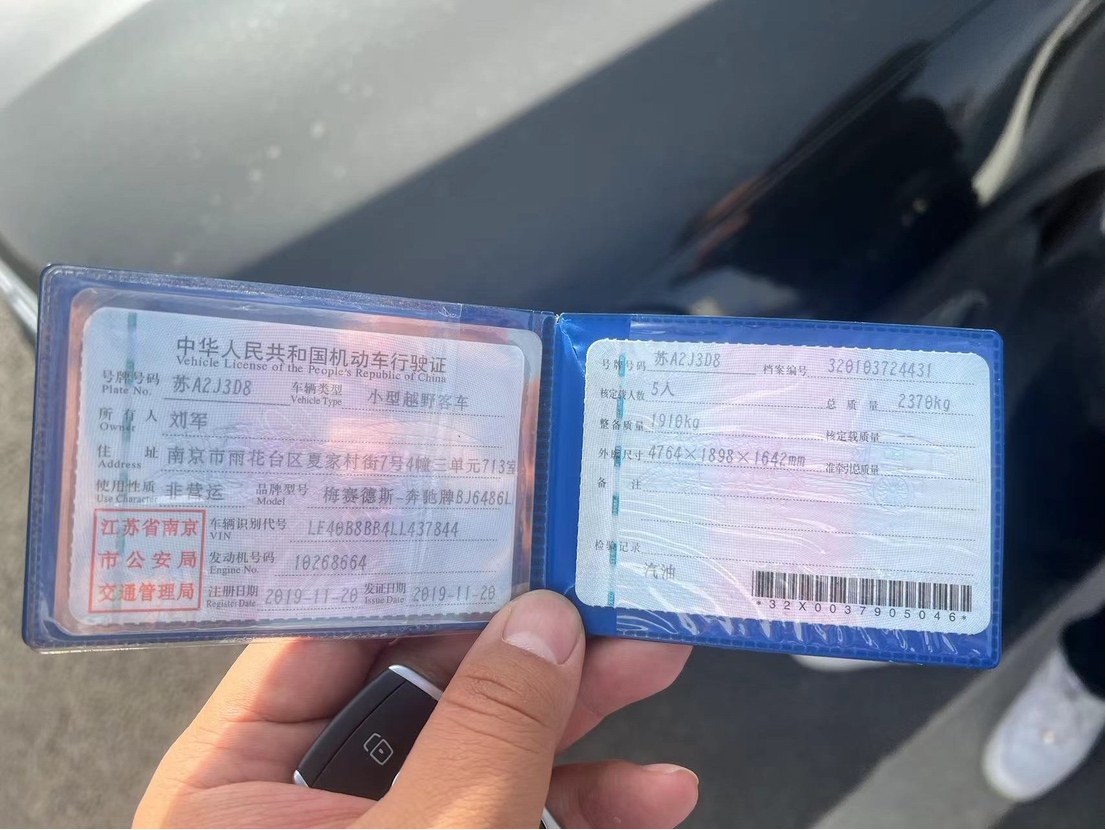 中华人民共和国机动车行驶证
Vehicle License of the People's Republic of China
号牌号码 苏A2J3D8 车辆类型 小型越野客车
Plate No. Vehicle Type
所有人 刘军
Owner
住址 南京市雨花台区夏家村街7号4幢三单元713室
Address
使用性质 非营运 品牌型号 梅赛德斯-奔驰牌BJ6486L
Use Character Model
江苏省南京
市公安局
交通管理局
车辆识别代号 LE40B8BB4LL437844
VIN
发动机号码 10268664
Engine No.
注册日期 2019-11-20 发证日期 2019-11-20
Register Date Issue Date
号牌号码 苏A2J3D8 档案编号 320103724431
核定载人数 5人 总质量 2370kg
整备质量 1910kg 核定载质量
外廓尺寸 4764×1898×1642mm 准牵引总质量
备注
检验记录
汽油
*32X0037905046*